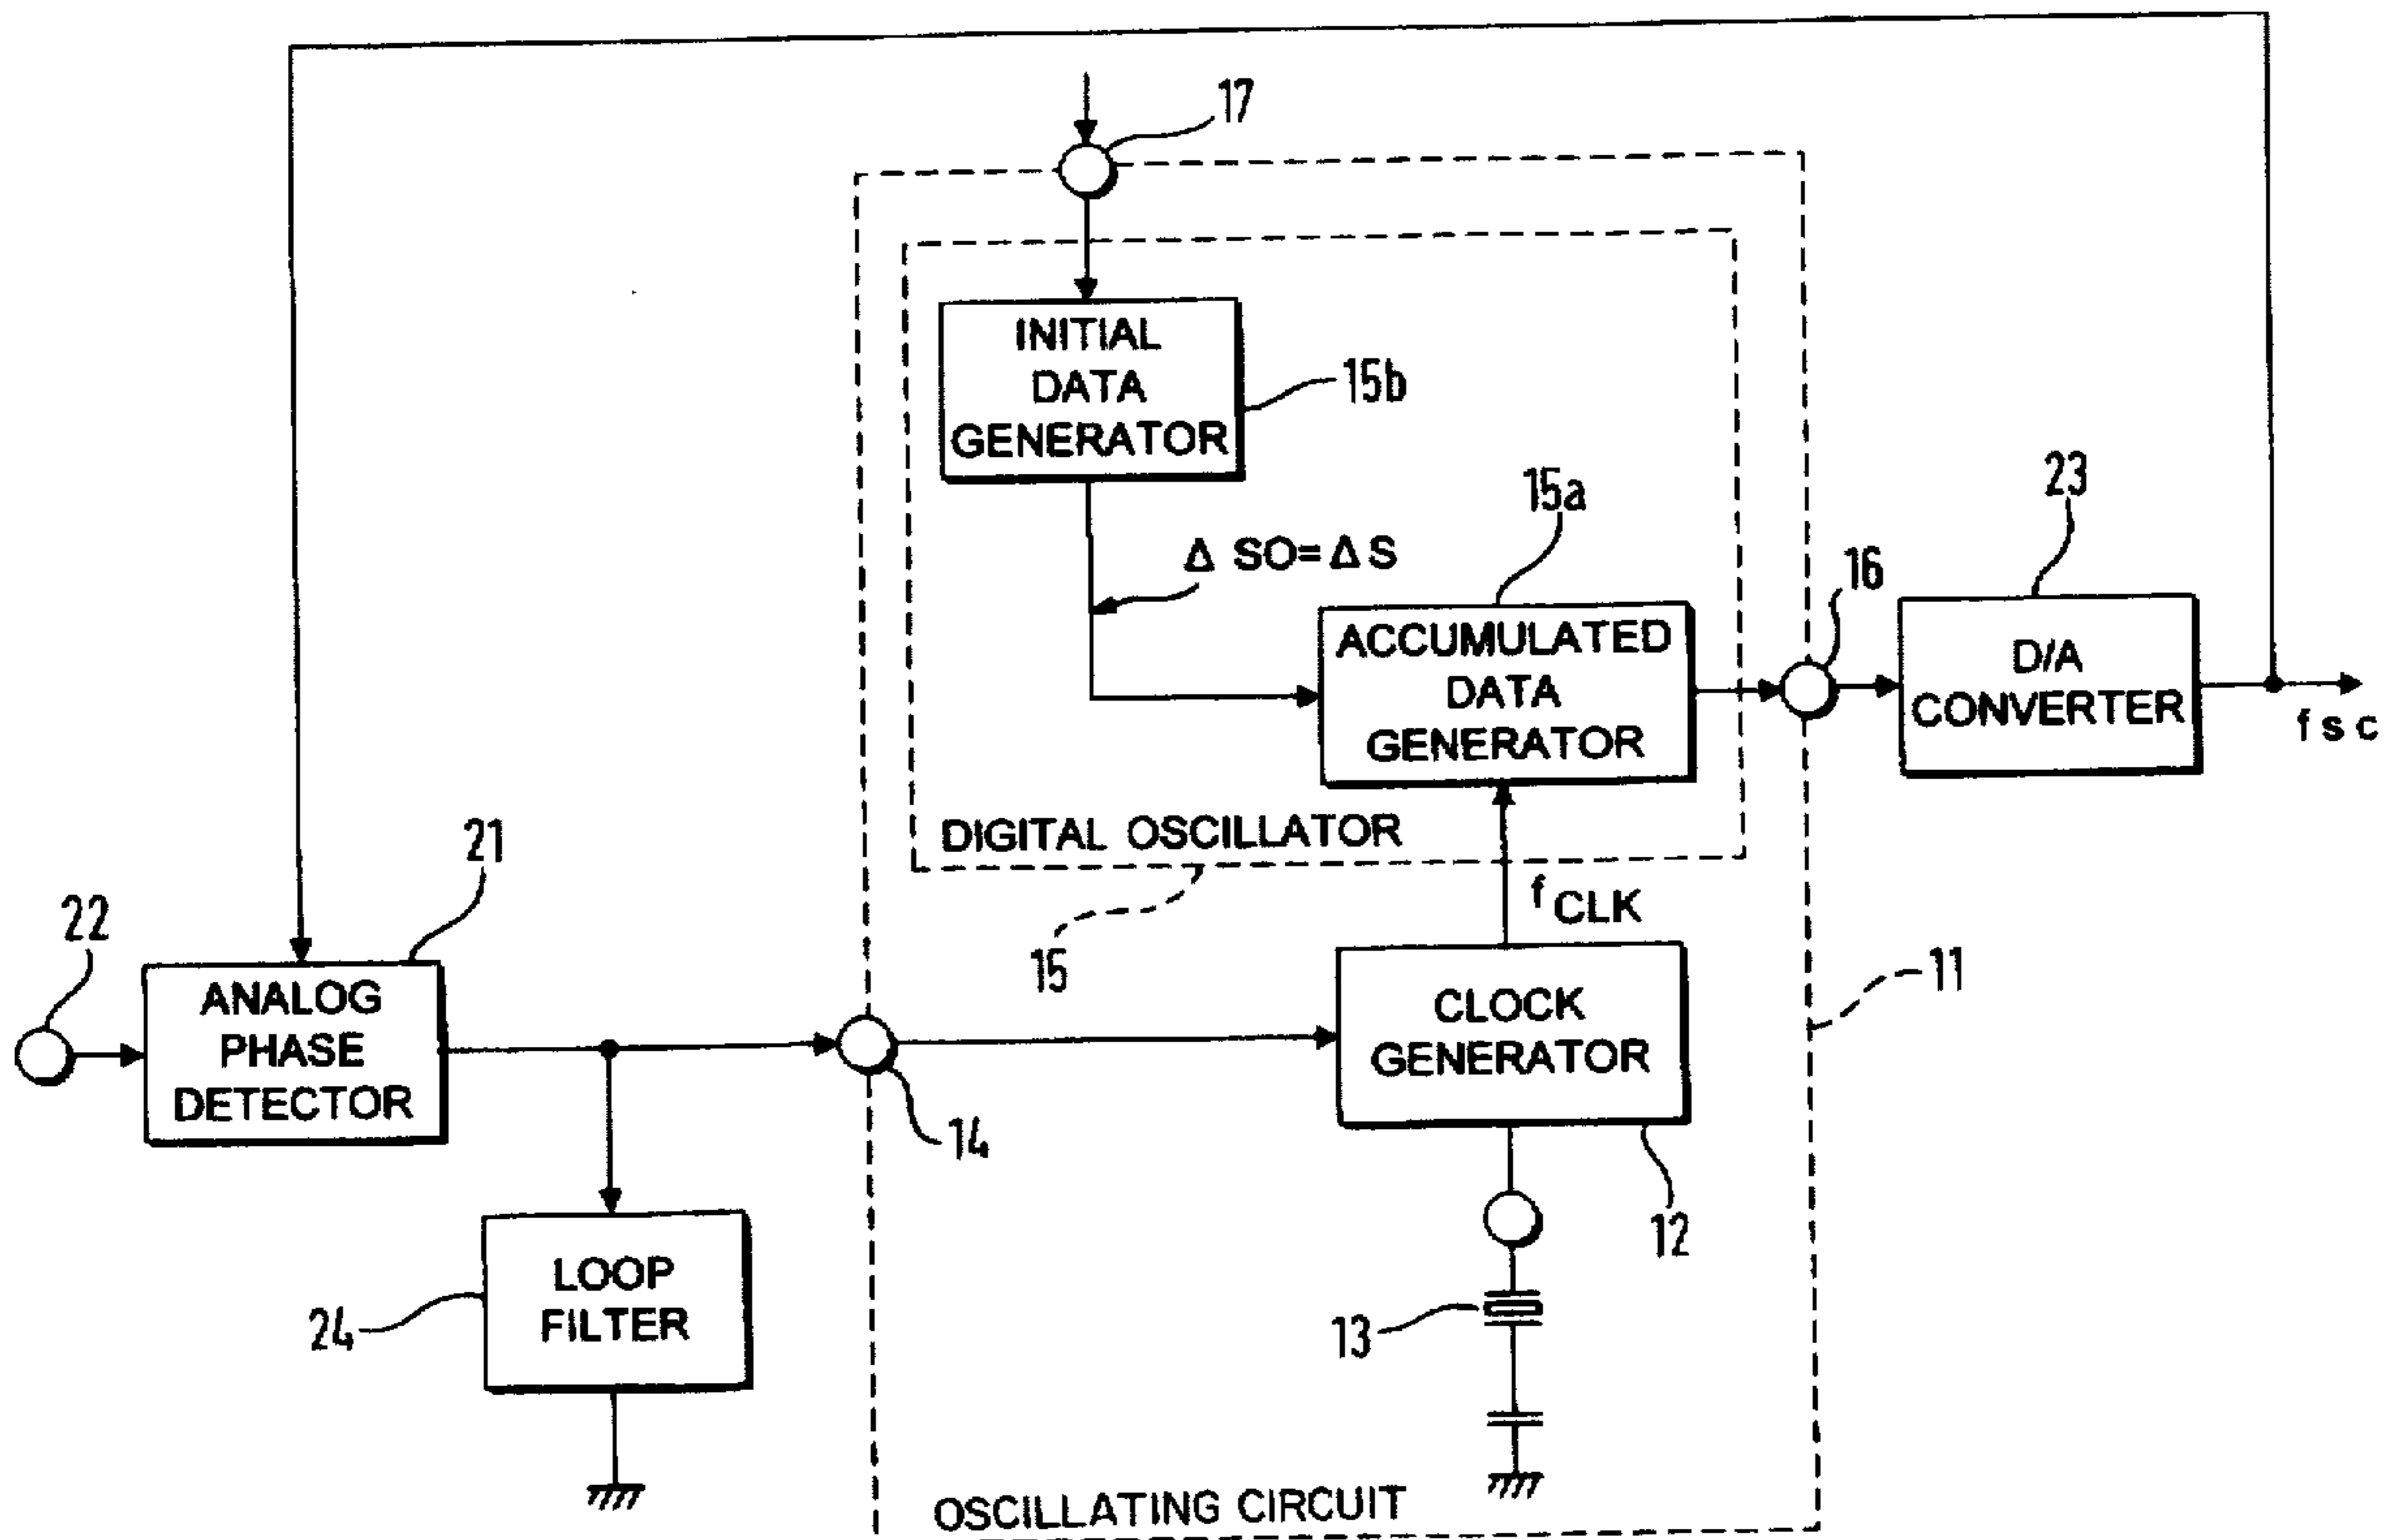 17
INITIAL
DATA
GENERATOR
15b
Δ SO=Δ S
15a
23
16
ACCUMULATED
DATA
GENERATOR
D/A
CONVERTER
f s c
DIGITAL OSCILLATOR
21
22
15
f CLK
11
ANALOG
PHASE
DETECTOR
CLOCK
GENERATOR
14
12
LOOP
FILTER
24
13
OSCILLATING CIRCUIT